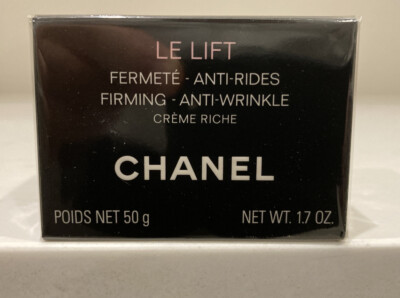 LE LIFT
FERMETÉ - ANTI-RIDES
FIRMING - ANTI-WRINKLE
CRÈME RICHE
CHANEL
POIDS NET 50 g NET WT. 1.7 OZ.